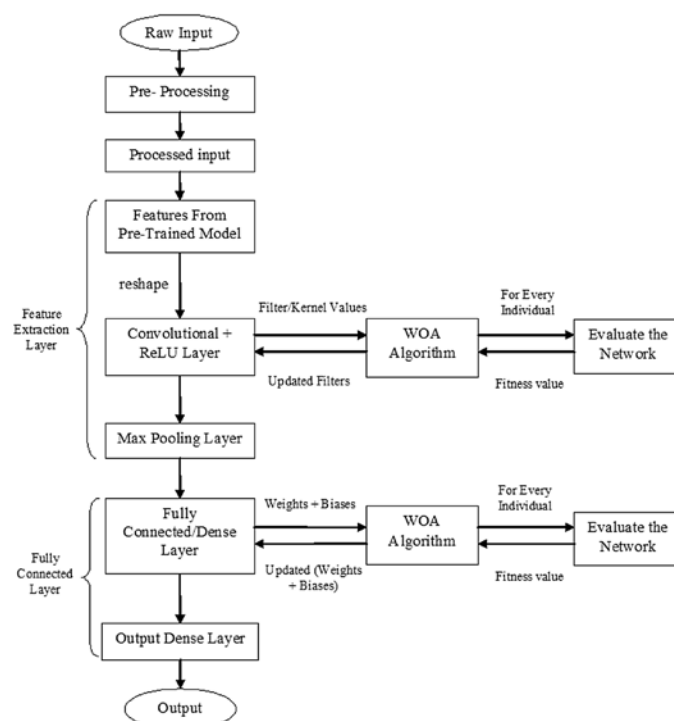 Raw Input
Pre- Processing
Processed input
Features From
Pre-Trained Model
reshape
Feature
Extraction
Layer
Convolutional +
ReLU Layer
Filter/Kernel Values
Updated Filters
WOA
Algorithm
For Every
Individual
Fitness value
Evaluate the
Network
Max Pooling Layer
Fully
Connected/Dense
Layer
Weights + Biases
Updated (Weights
+ Biases)
WOA
Algorithm
For Every
Individual
Fitness value
Evaluate the
Network
Fully
Connected
Layer
Output Dense Layer
Output